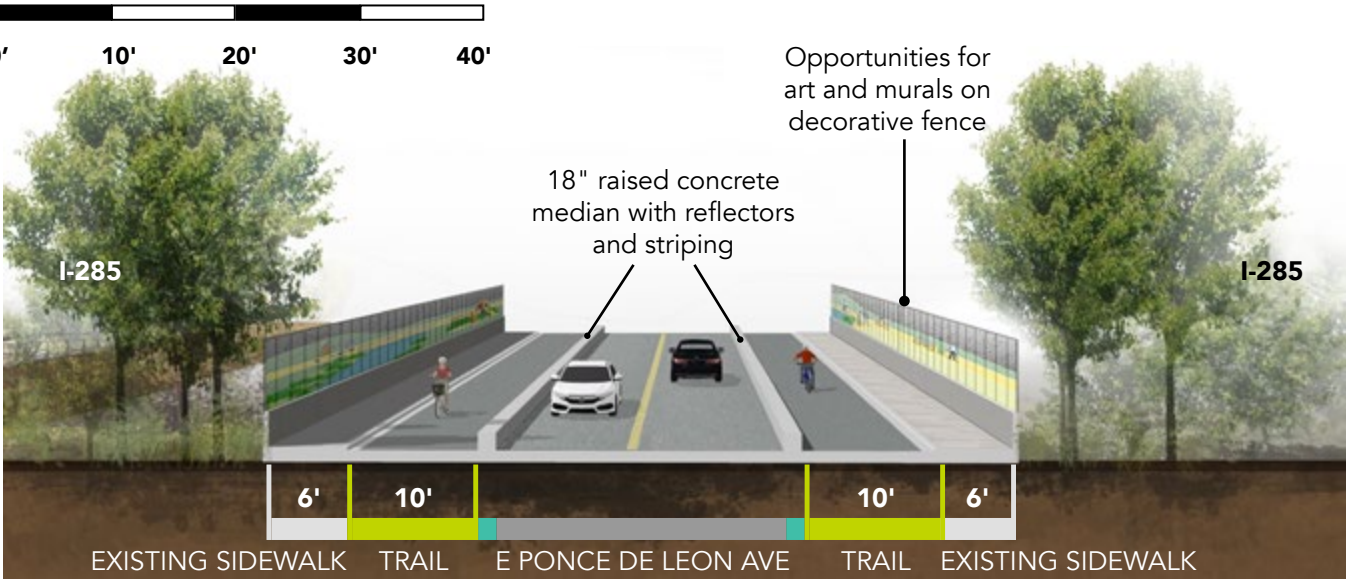 10' 20' 30' 40'
Opportunities for
art and murals on
decorative fence
18" raised concrete
median with reflectors
and striping
I-285
I-285
6' 10' 10' 6'
EXISTING SIDEWALK TRAIL E PONCE DE LEON AVE TRAIL EXISTING SIDEWALK